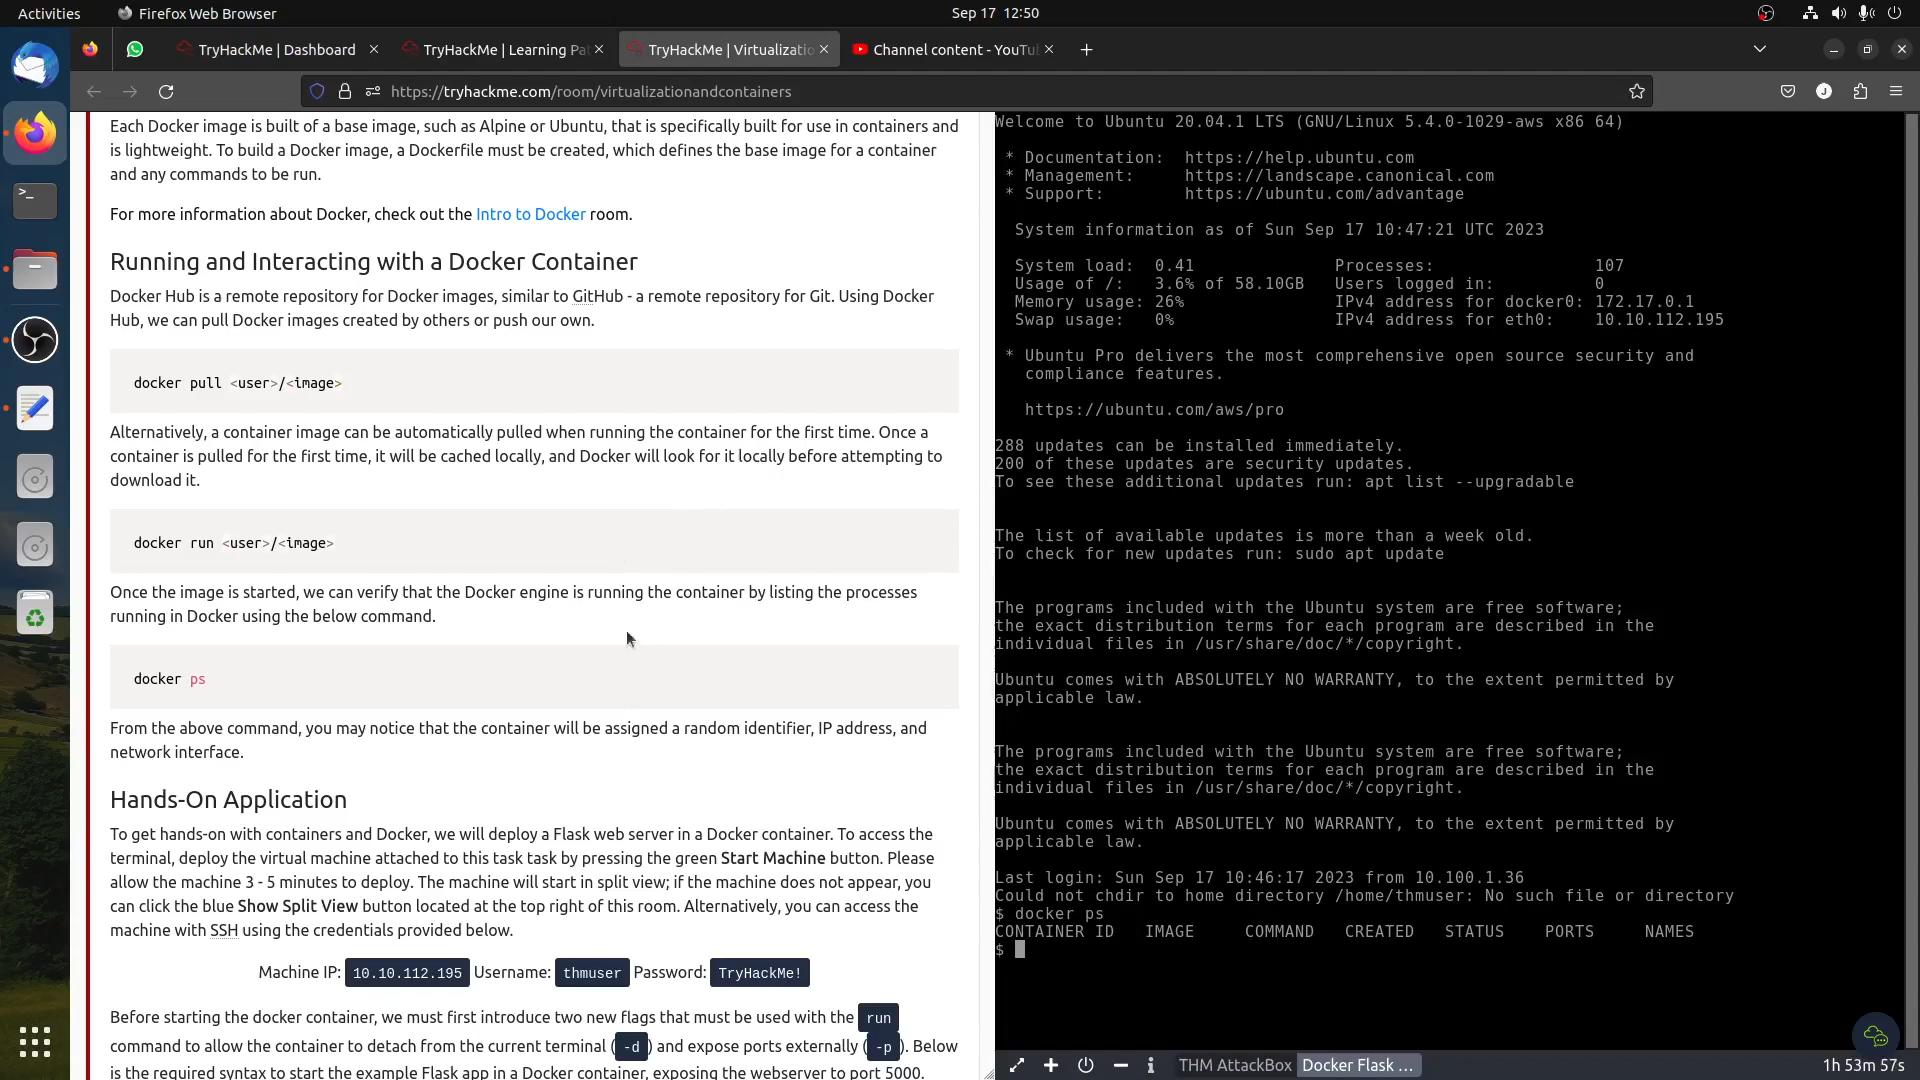 Activities
Firefox Web Browser
Sep 17 12:50
TryHackMe | Dashboard
TryHackMe | Learning Pat
TryHackMe | Virtualizatio
Channel content - YouTu
https://tryhackme.com/room/virtualizationandcontainers
J
Each Docker image is built of a base image, such as Alpine or Ubuntu, that is specifically built for use in containers and
is lightweight. To build a Docker image, a Dockerfile must be created, which defines the base image for a container
and any commands to be run.
For more information about Docker, check out the Intro to Docker room.
Running and Interacting with a Docker Container
Docker Hub is a remote repository for Docker images, similar to GitHub - a remote repository for Git. Using Docker
Hub, we can pull Docker images created by others or push our own.
docker pull <user>/<image>
Alternatively, a container image can be automatically pulled when running the container for the first time. Once a
container is pulled for the first time, it will be cached locally, and Docker will look for it locally before attempting to
download it.
docker run <user>/<image>
Once the image is started, we can verify that the Docker engine is running the container by listing the processes
running in Docker using the below command.
docker ps
From the above command, you may notice that the container will be assigned a random identifier, IP address, and
network interface.
Hands-On Application
To get hands-on with containers and Docker, we will deploy a Flask web server in a Docker container. To access the
terminal, deploy the virtual machine attached to this task task by pressing the green Start Machine button. Please
allow the machine 3 - 5 minutes to deploy. The machine will start in split view; if the machine does not appear, you
can click the blue Show Split View button located at the top right of this room. Alternatively, you can access the
machine with SSH using the credentials provided below.
Machine IP: 10.10.112.195 Username: thmuser Password: TryHackMe!
Before starting the docker container, we must first introduce two new flags that must be used with the run
command to allow the container to detach from the current terminal (-d) and expose ports externally (-p). Below
is the required syntax to start the example Flask app in a Docker container, exposing the webserver to port 5000.
Welcome to Ubuntu 20.04.1 LTS (GNU/Linux 5.4.0-1029-aws x86 64)
* Documentation: https://help.ubuntu.com
* Management: https://landscape.canonical.com
* Support: https://ubuntu.com/advantage
System information as of Sun Sep 17 10:47:21 UTC 2023
System load: 0.41 Processes: 107
Usage of /: 3.6% of 58.10GB Users logged in: 0
Memory usage: 26% IPv4 address for docker0: 172.17.0.1
Swap usage: 0% IPv4 address for eth0: 10.10.112.195
* Ubuntu Pro delivers the most comprehensive open source security and
compliance features.
https://ubuntu.com/aws/pro
288 updates can be installed immediately.
200 of these updates are security updates.
To see these additional updates run: apt list --upgradable
The list of available updates is more than a week old.
To check for new updates run: sudo apt update
The programs included with the Ubuntu system are free software;
the exact distribution terms for each program are described in the
individual files in /usr/share/doc/*/copyright.
Ubuntu comes with ABSOLUTELY NO WARRANTY, to the extent permitted by
applicable law.
The programs included with the Ubuntu system are free software;
the exact distribution terms for each program are described in the
individual files in /usr/share/doc/*/copyright.
Ubuntu comes with ABSOLUTELY NO WARRANTY, to the extent permitted by
applicable law.
Last login: Sun Sep 17 10:46:17 2023 from 10.100.1.36
Could not chdir to home directory /home/thmuser: No such file or directory
$ docker ps
CONTAINER ID IMAGE COMMAND CREATED STATUS PORTS NAMES
$
THM AttackBox
Docker Flask ...
1h 53m 57s